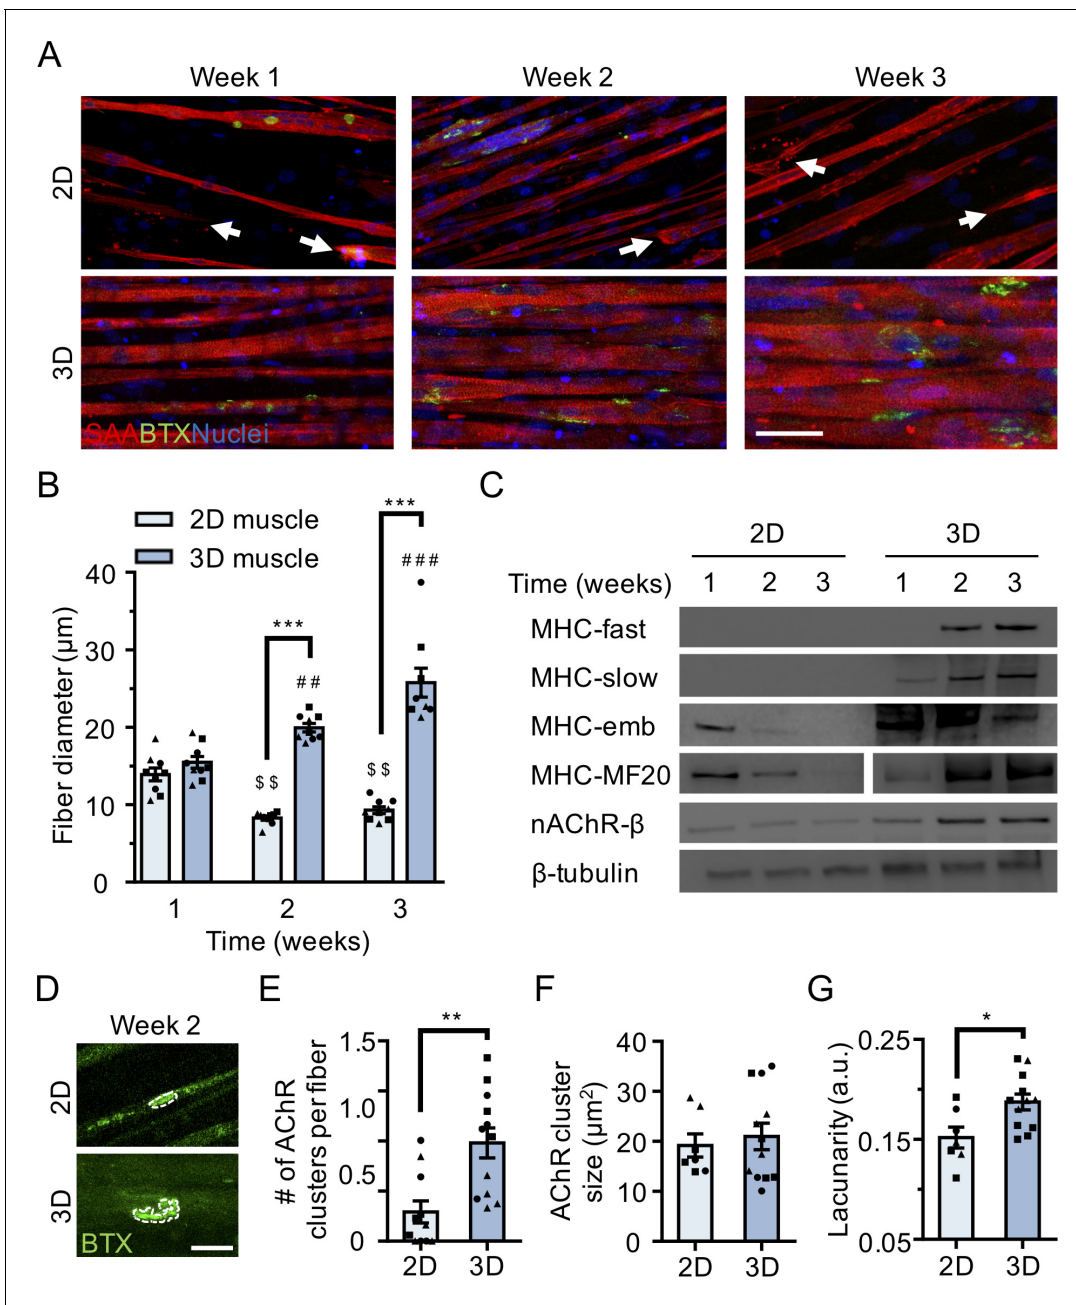 A
Week 1 Week 2 Week 3
2D
3D
SAABTXNuclei
B
2D muscle
3D muscle
Fiber diameter (µm)
40
30
20
10
0
***
***
##
###
$$
$$
1 2 3
Time (weeks)
C
2D 3D
Time (weeks) 1 2 3 1 2 3
MHC-fast
MHC-slow
MHC-emb
MHC-MF20
nAChR-β
β-tubulin
D
Week 2
2D
3D
BTX
E
# of AChR
clusters per fiber
1.5
1.0
0.5
0
**
2D 3D
F
AChR cluster
size (µm²)
40
30
20
10
0
2D 3D
G
Lacunarity (a.u.)
0.25
0.15
0.05
*
2D 3D